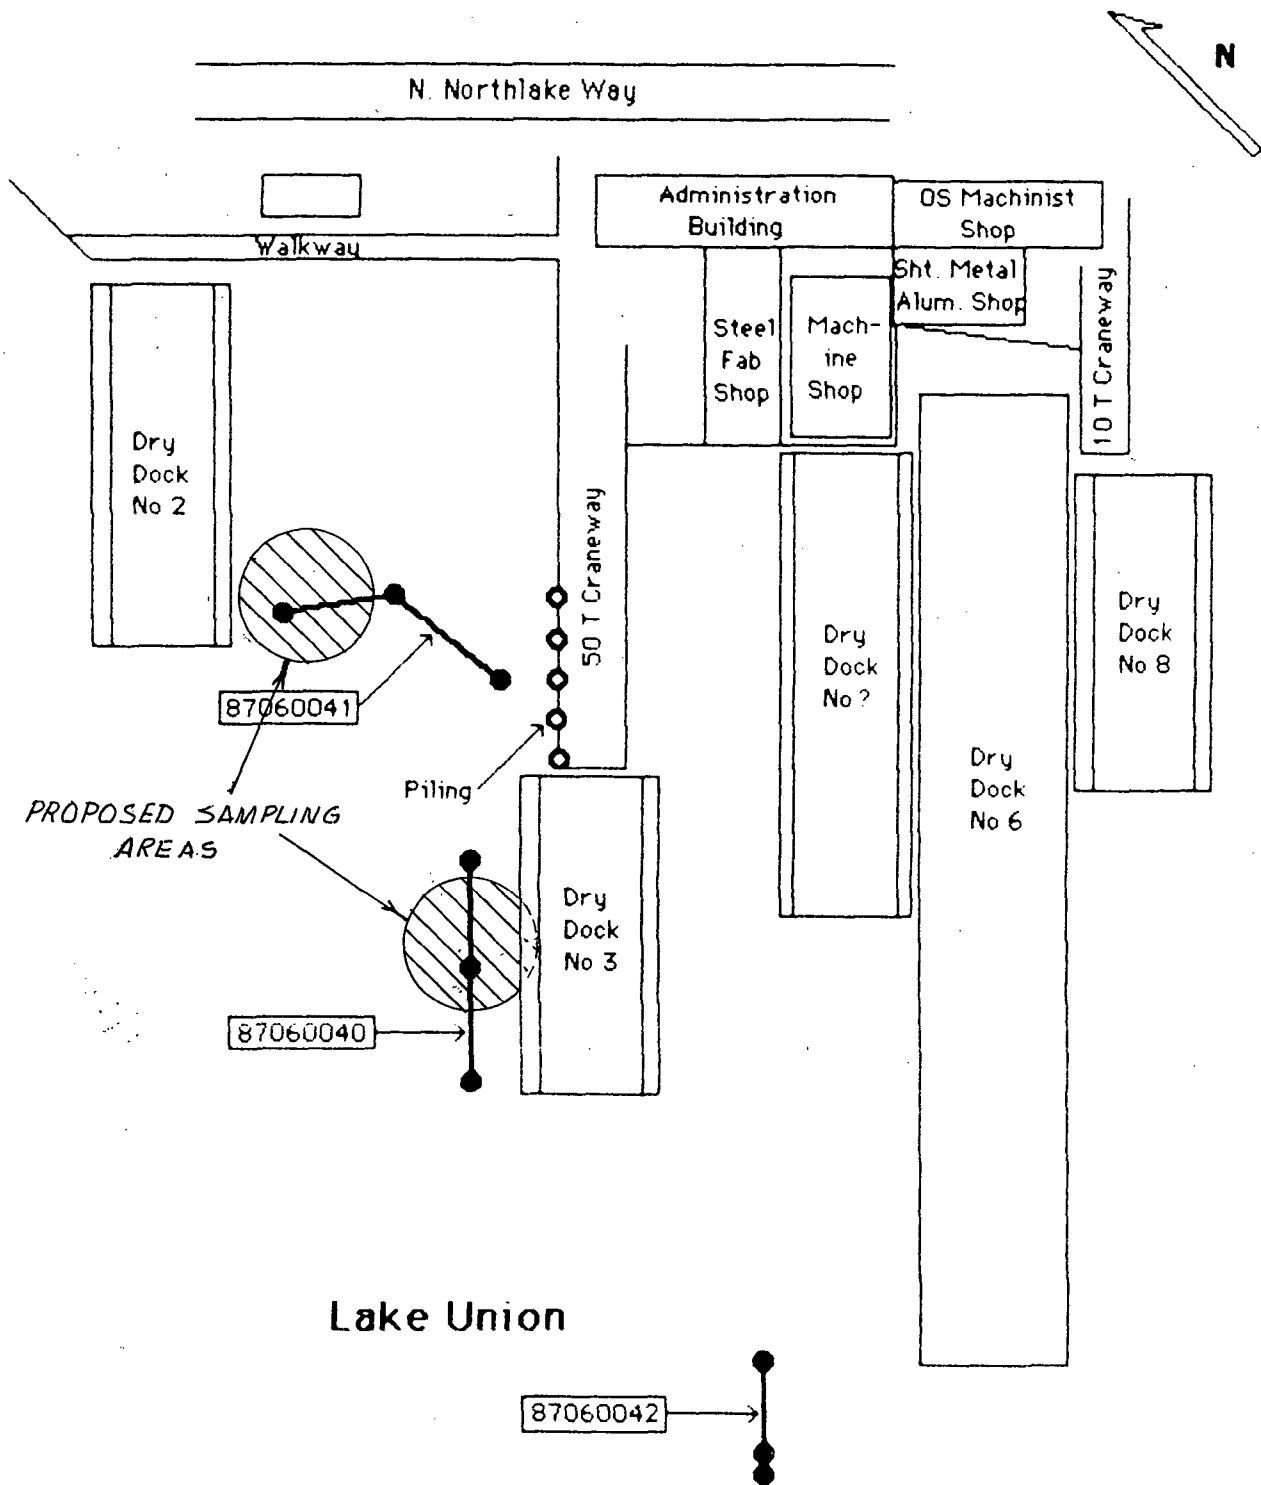 N
N. Northlake Way
Administration
Building
OS Machinist
Shop
Walkway
Sht. Metal
Alum. Shop
Steel
Fab
Shop
Mach-
ine
Shop
10 T Craneway
Dry
Dock
No 2
50 T Craneway
Dry
Dock
No ?
Dry
Dock
No 8
87060041
Piling
PROPOSED SAMPLING
AREAS
Dry
Dock
No 6
Dry
Dock
No 3
87060040
Lake Union
87060042